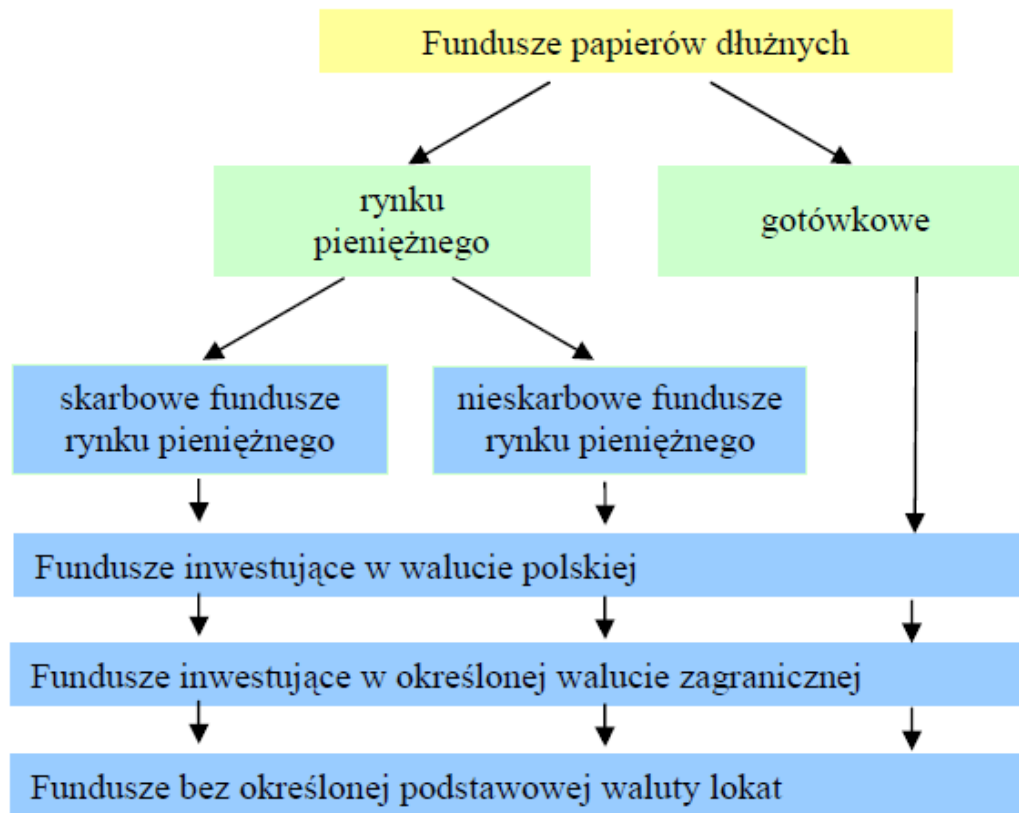 Fundusze papierów dłużnych
rynku
pieniężnego
gotówkowe
skarbowe fundusze
rynku pieniężnego
nieskarbowe fundusze
rynku pieniężnego
Fundusze inwestujące w walucie polskiej
Fundusze inwestujące w określonej walucie zagranicznej
Fundusze bez określonej podstawowej waluty lokat